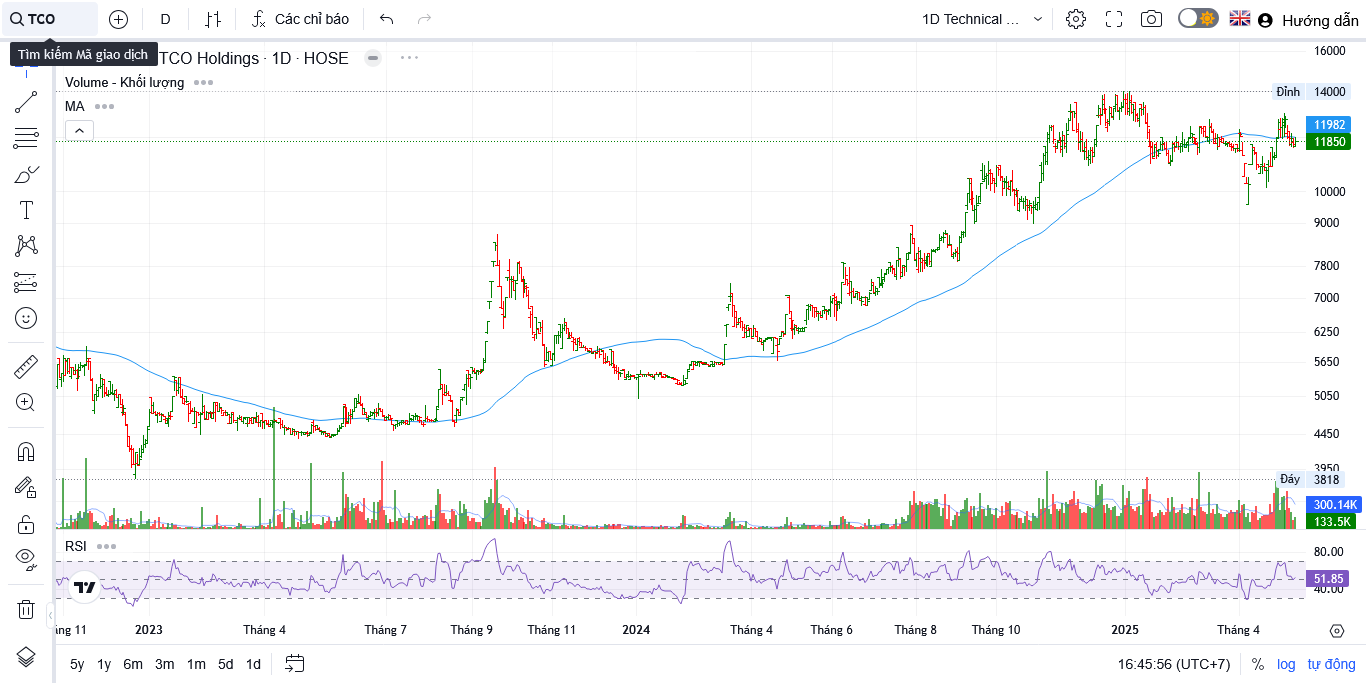 TCO
D
Các chỉ báo
1D Technical ...
Hướng dẫn
Tìm kiếm Mã giao dịch
TCO Holdings · 1D · HOSE
Volume - Khối lượng
MA
16000
Đỉnh 14000
11982
11850
10000
9000
7800
7000
6250
5650
5050
4450
3950
Đáy 3818
300.14K
133.5K
RSI
80.00
51.85
40.00
ng 11 2023 Tháng 4 Tháng 7 Tháng 9 Tháng 11 2024 Tháng 4 Tháng 6 Tháng 8 Tháng 10 2025 Tháng 4
5y 1y 6m 3m 1m 5d 1d
16:45:56 (UTC+7) % log tự động